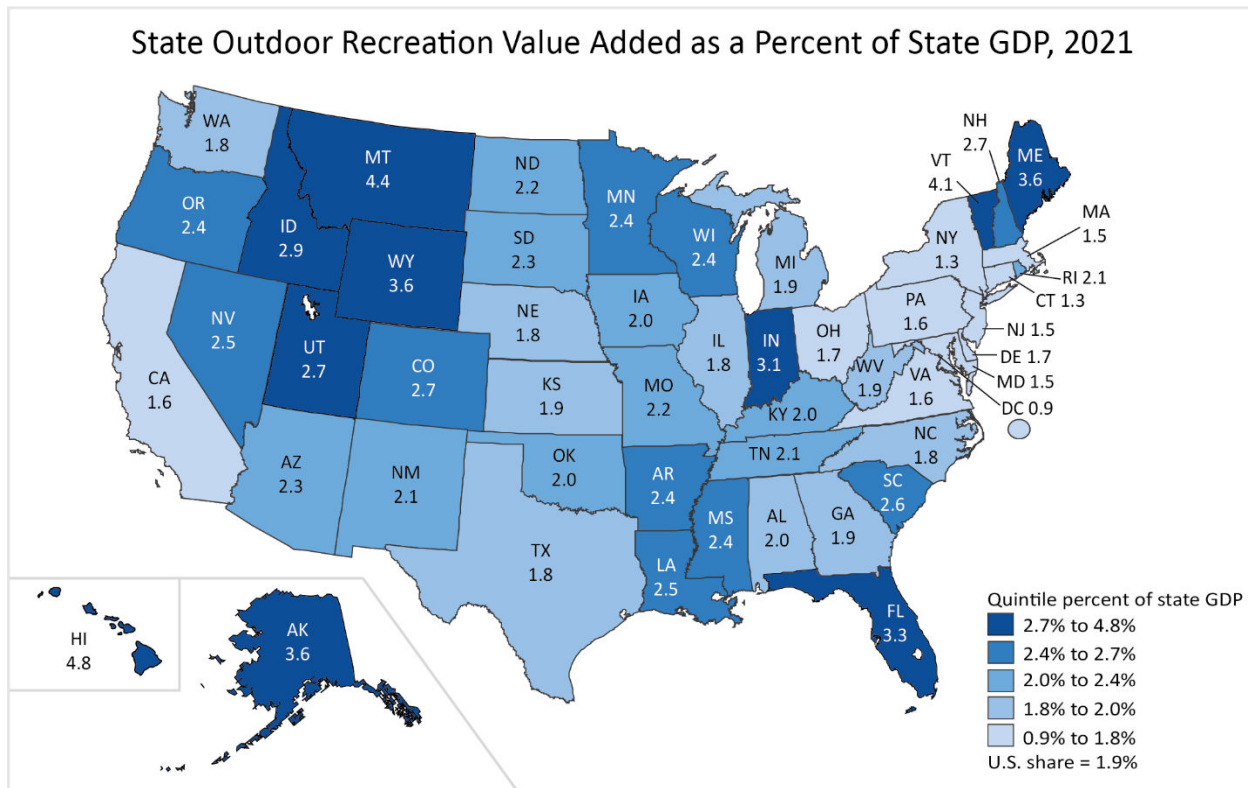 State Outdoor Recreation Value Added as a Percent of State GDP, 2021
WA
1.8
OR
2.4
CA
1.6
NV
2.5
ID
2.9
MT
4.4
WY
3.6
UT
2.7
CO
2.7
AZ
2.3
NM
2.1
ND
2.2
SD
2.3
NE
1.8
KS
1.9
OK
2.0
TX
1.8
MN
2.4
IA
2.0
MO
2.2
AR
2.4
LA
2.5
WI
2.4
IL
1.8
MI
1.9
IN
3.1
OH
1.7
KY 2.0
TN 2.1
MS
2.4
AL
2.0
GA
1.9
FL
3.3
SC
2.6
NC
1.8
VA
1.6
WV
1.9
PA
1.6
NY
1.3
VT
4.1
NH
2.7
ME
3.6
MA
1.5
RI 2.1
CT 1.3
NJ 1.5
DE 1.7
MD 1.5
DC 0.9
HI
4.8
AK
3.6
Quintile percent of state GDP
2.7% to 4.8%
2.4% to 2.7%
2.0% to 2.4%
1.8% to 2.0%
0.9% to 1.8%
U.S. share = 1.9%